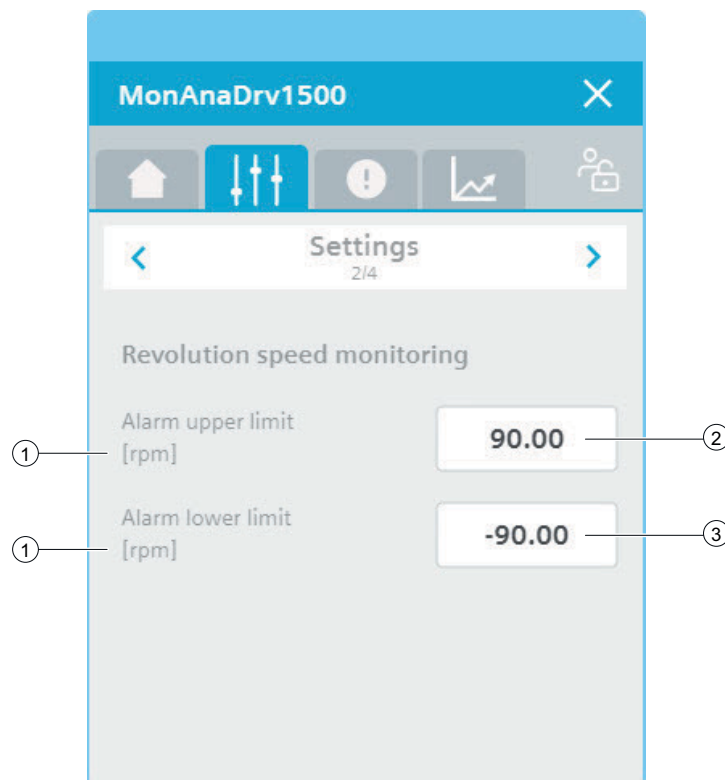 MonAnaDrv1500
Settings
2/4
Revolution speed monitoring
Alarm upper limit
[rpm]
90.00
1
2
Alarm lower limit
[rpm]
-90.00
1
3